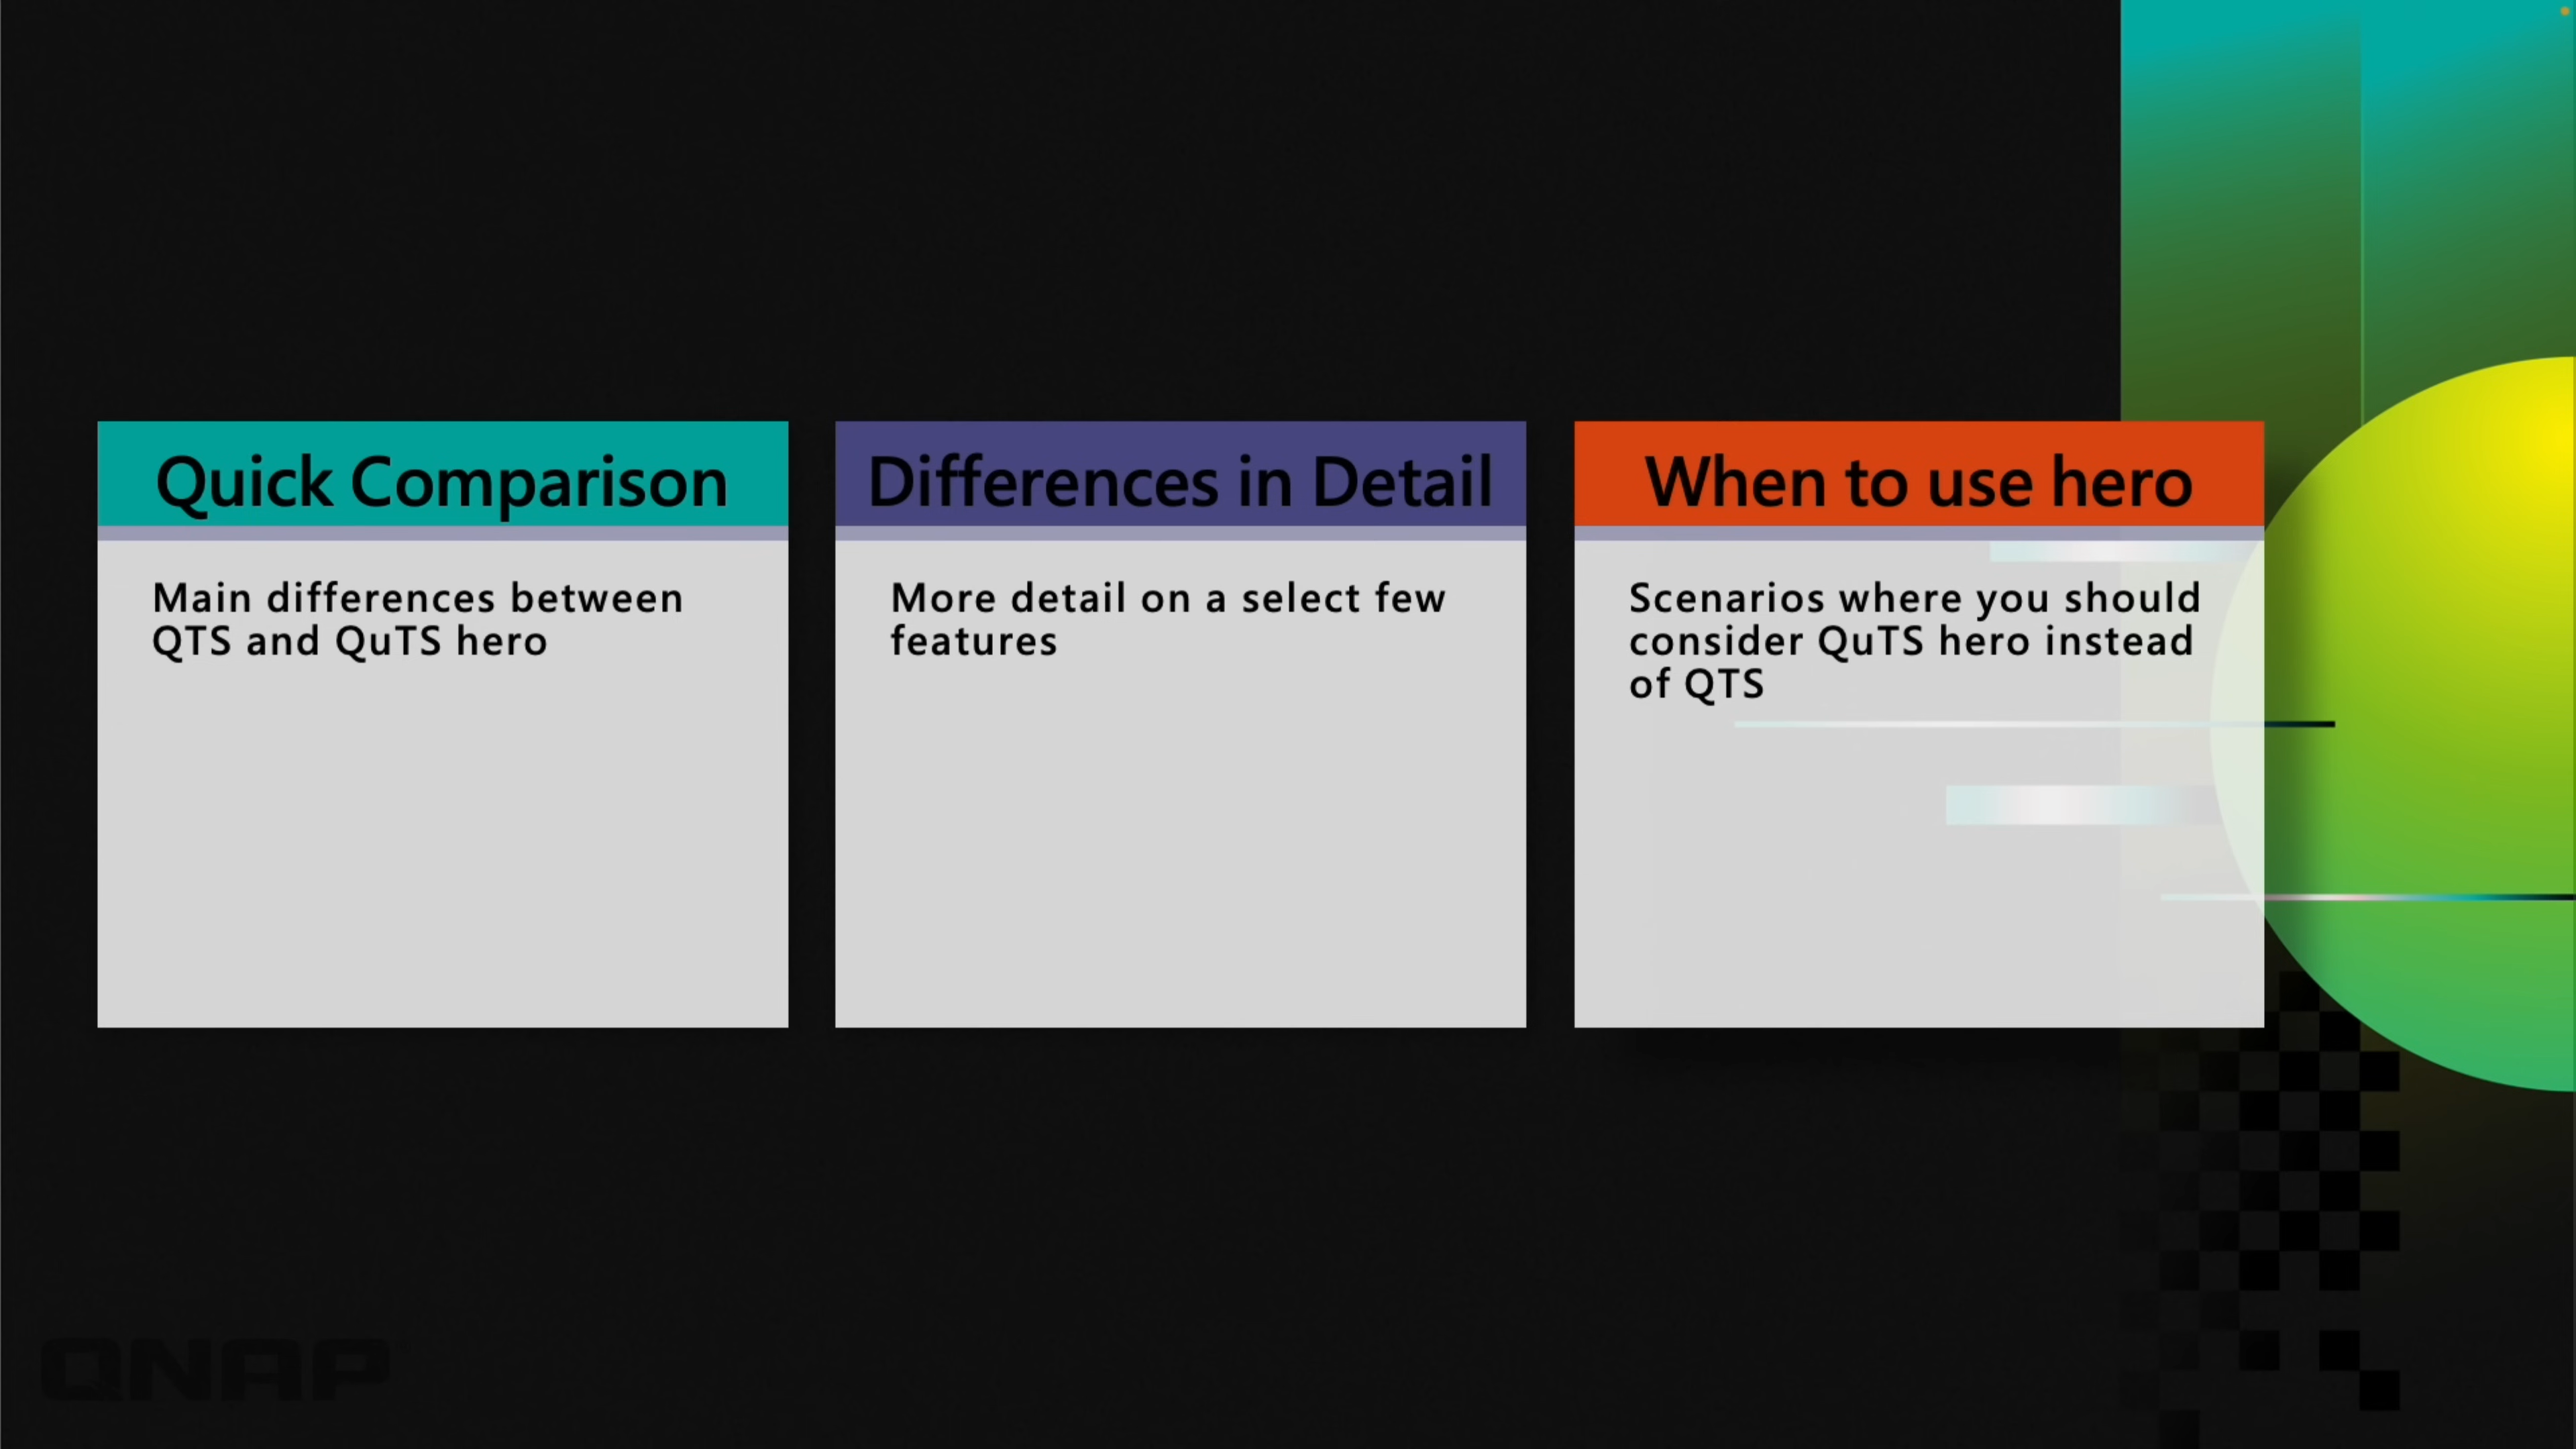 Quick Comparison
Main differences between
QTS and QuTS hero
Differences in Detail
More detail on a select few
features
When to use hero
Scenarios where you should
consider QuTS hero instead
of QTS
QNAP